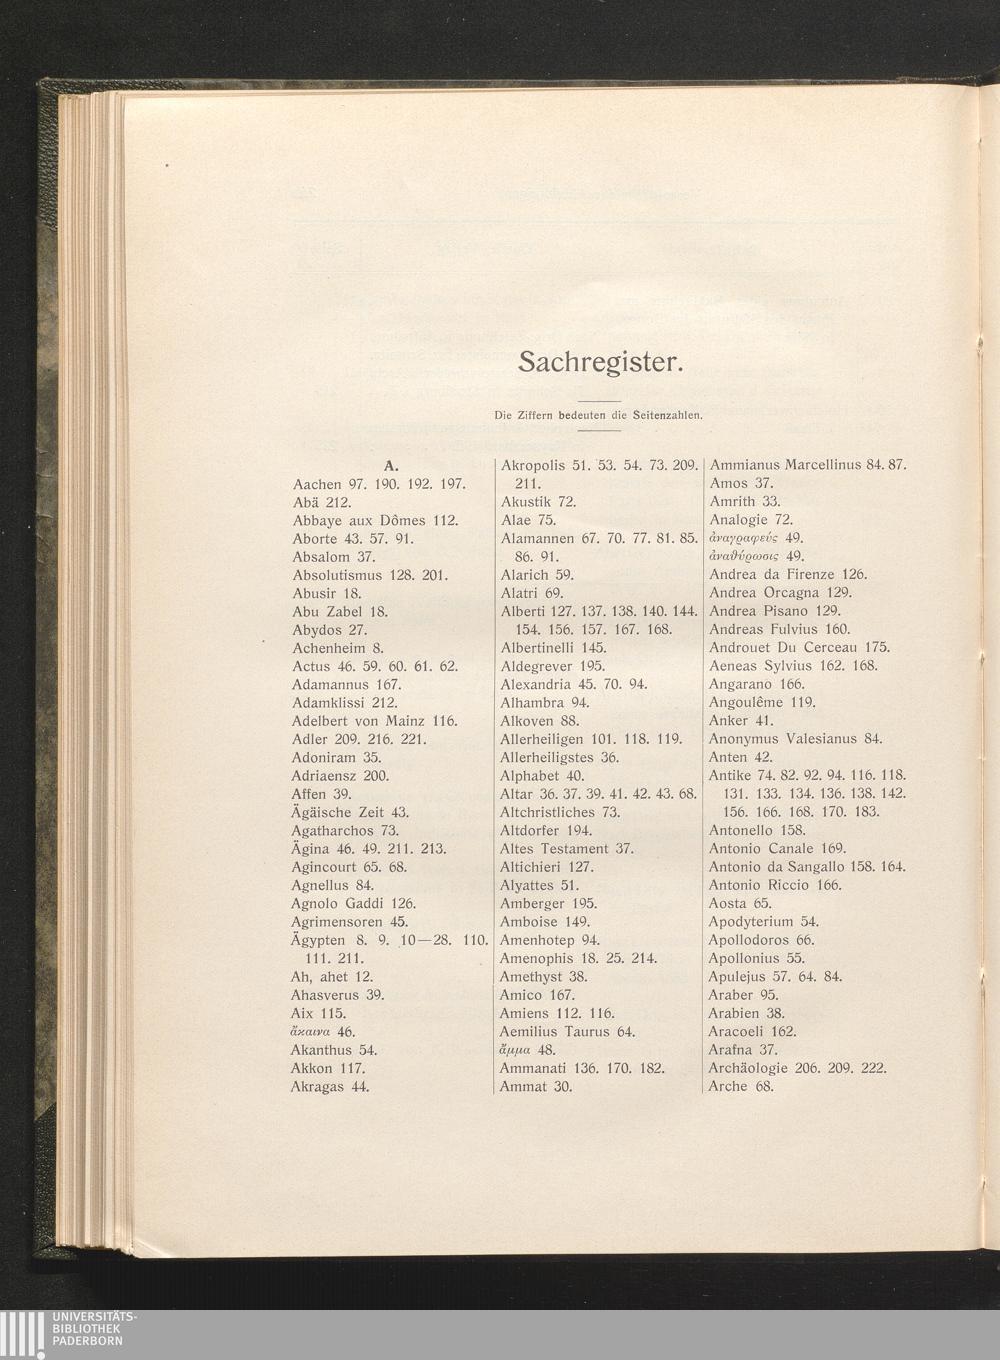 Sachregister.
Die Ziffern bedeuten die Seitenzahlen.
A.
Aachen 97. 190. 192. 197.
Abä 212.
Abbaye aux Dômes 112.
Aborte 43. 57. 91.
Absalom 37.
Absolutismus 128. 201.
Abusir 18.
Abu Zabel 18.
Abydos 27.
Achenheim 8.
Actus 46. 59. 60. 61. 62.
Adamannus 167.
Adamklissi 212.
Adelbert von Mainz 116.
Adler 209. 216. 221.
Adoniram 35.
Adriaensz 200.
Affen 39.
Ägäische Zeit 43.
Agatharchos 73.
Ägina 46. 49. 211. 213.
Agincourt 65. 68.
Agnellus 84.
Agnolo Gaddi 126.
Agrimensoren 45.
Ägypten 8. 9. 10—28. 110.
111. 211.
Ah, ahet 12.
Ahasverus 39.
Aix 115.
ἄκαινα 46.
Akanthus 54.
Akkon 117.
Akragas 44.
Akropolis 51. 53. 54. 73. 209.
211.
Akustik 72.
Alae 75.
Alamannen 67. 70. 77. 81. 85.
86. 91.
Alarich 59.
Alatri 69.
Alberti 127. 137. 138. 140. 144.
154. 156. 157. 167. 168.
Albertinelli 145.
Aldegrever 195.
Alexandria 45. 70. 94.
Alhambra 94.
Alkoven 88.
Allerheiligen 101. 118. 119.
Allerheiligstes 36.
Alphabet 40.
Altar 36. 37. 39. 41. 42. 43. 68.
Altchristliches 73.
Altdorfer 194.
Altes Testament 37.
Altichieri 127.
Alyattes 51.
Amberger 195.
Amboise 149.
Amenhotep 94.
Amenophis 18. 25. 214.
Amethyst 38.
Amico 167.
Amiens 112. 116.
Aemilius Taurus 64.
ἄμμα 48.
Ammanati 136. 170. 182.
Ammat 30.
Ammianus Marcellinus 84. 87.
Amos 37.
Amrith 33.
Analogie 72.
ἀναγραφεύς 49.
ἀναθύρωσις 49.
Andrea da Firenze 126.
Andrea Orcagna 129.
Andrea Pisano 129.
Andreas Fulvius 160.
Androuet Du Cerceau 175.
Aeneas Sylvius 162. 168.
Angarano 166.
Angoulême 119.
Anker 41.
Anonymus Valesianus 84.
Anten 42.
Antike 74. 82. 92. 94. 116. 118.
131. 133. 134. 136. 138. 142.
156. 166. 168. 170. 183.
Antonello 158.
Antonio Canale 169.
Antonio da Sangallo 158. 164.
Antonio Riccio 166.
Aosta 65.
Apodyterium 54.
Apollodoros 66.
Apollonius 55.
Apulejus 57. 64. 84.
Araber 95.
Arabien 38.
Aracoeli 162.
Arafna 37.
Archäologie 206. 209. 222.
Arche 68.
UNIVERSITÄTS-
BIBLIOTHEK
PADERBORN